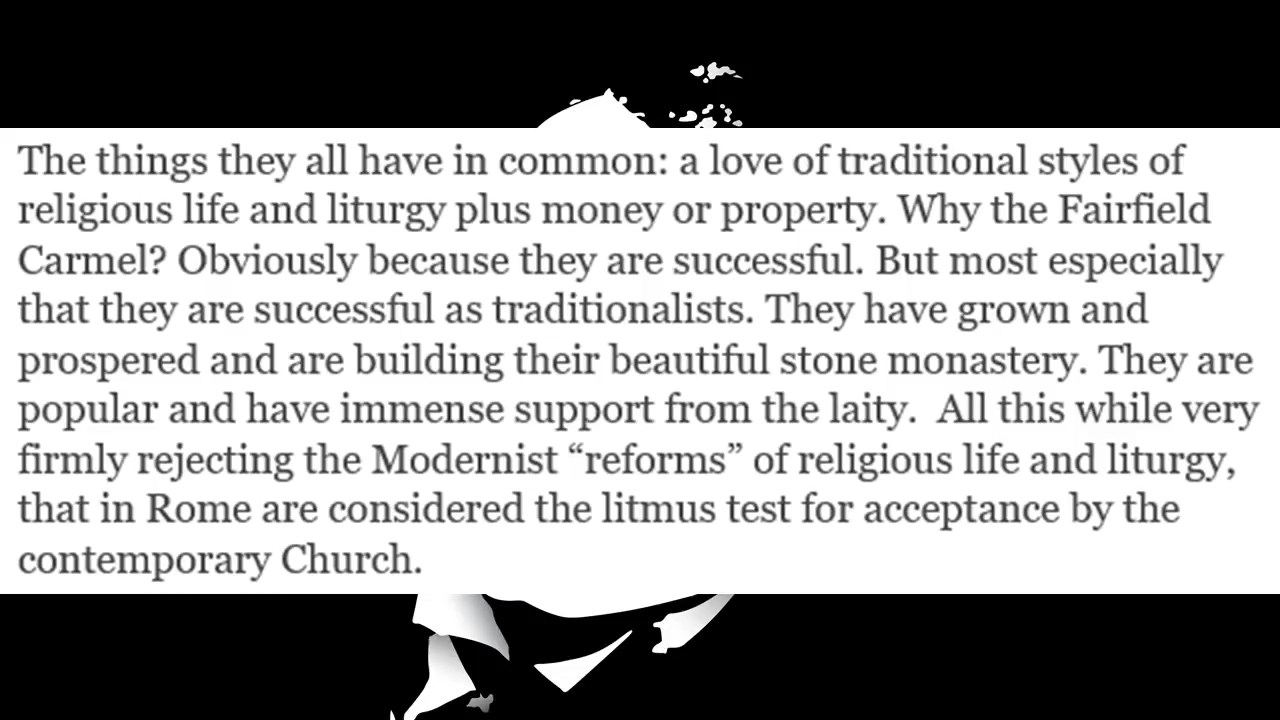 The things they all have in common: a love of traditional styles of
religious life and liturgy plus money or property. Why the Fairfield
Carmel? Obviously because they are successful. But most especially
that they are successful as traditionalists. They have grown and
prospered and are building their beautiful stone monastery. They are
popular and have immense support from the laity.  All this while very
firmly rejecting the Modernist “reforms” of religious life and liturgy,
that in Rome are considered the litmus test for acceptance by the
contemporary Church.